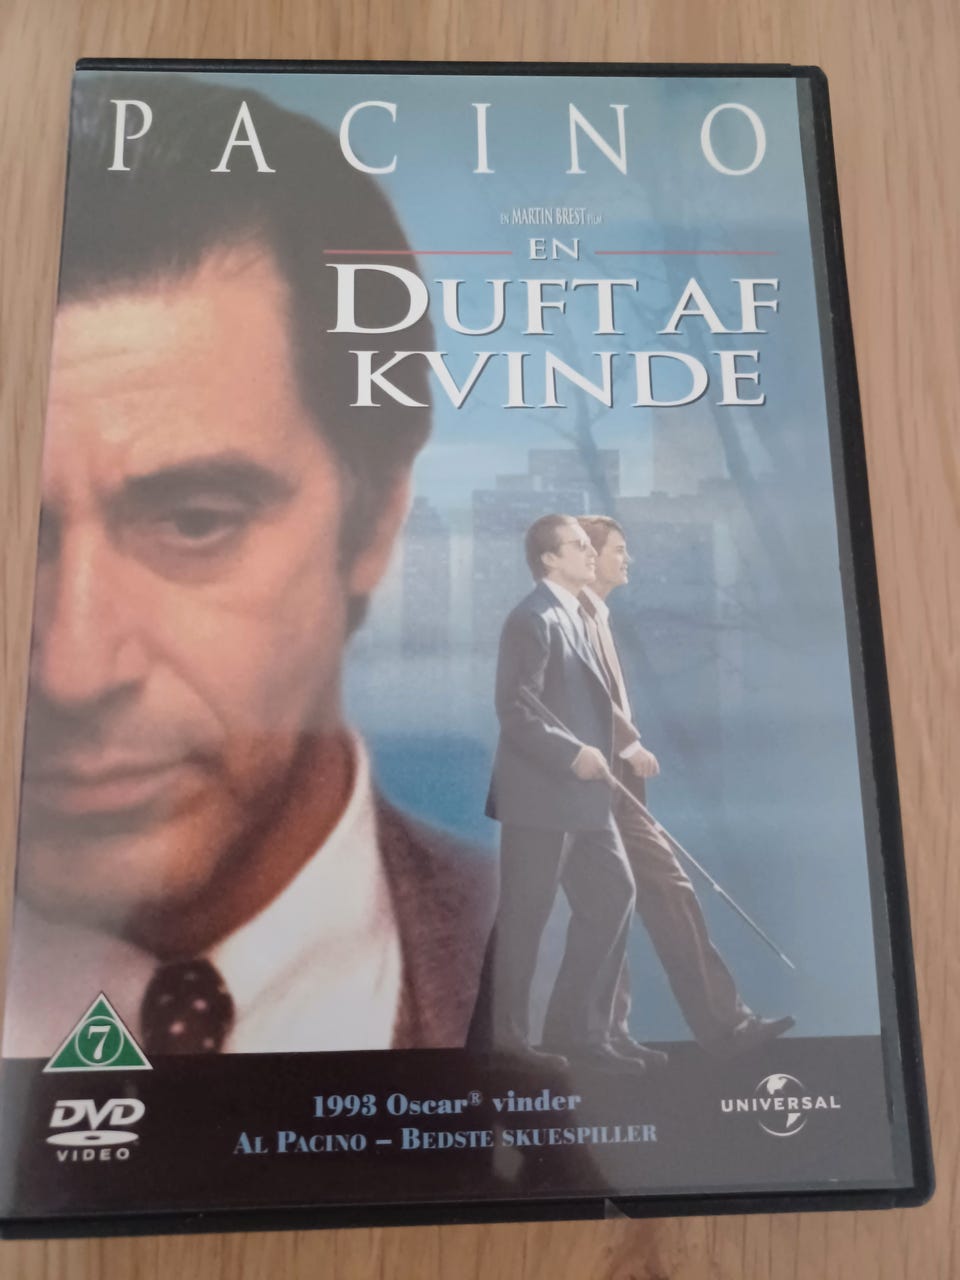 PACINO
EN MARTIN BREST FILM
EN
DUFT AF
KVINDE
7
DVD
VIDEO
1993 Oscar® vinder
AL PACINO – BEDSTE SKUESPILLER
UNIVERSAL